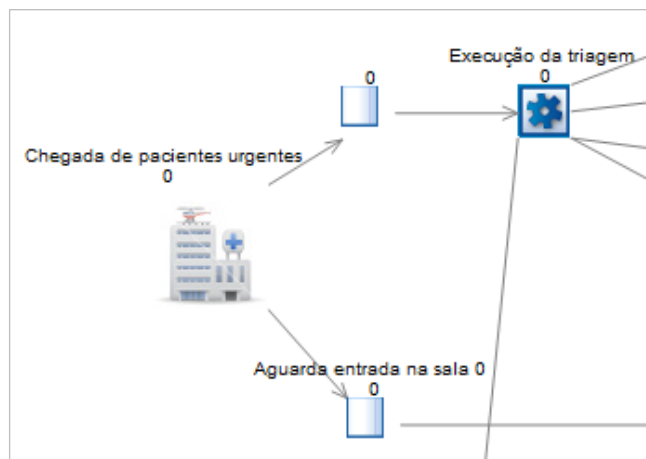 Execução da triagem
0
0
Chegada de pacientes urgentes
0
Aguarda entrada na sala 0
0